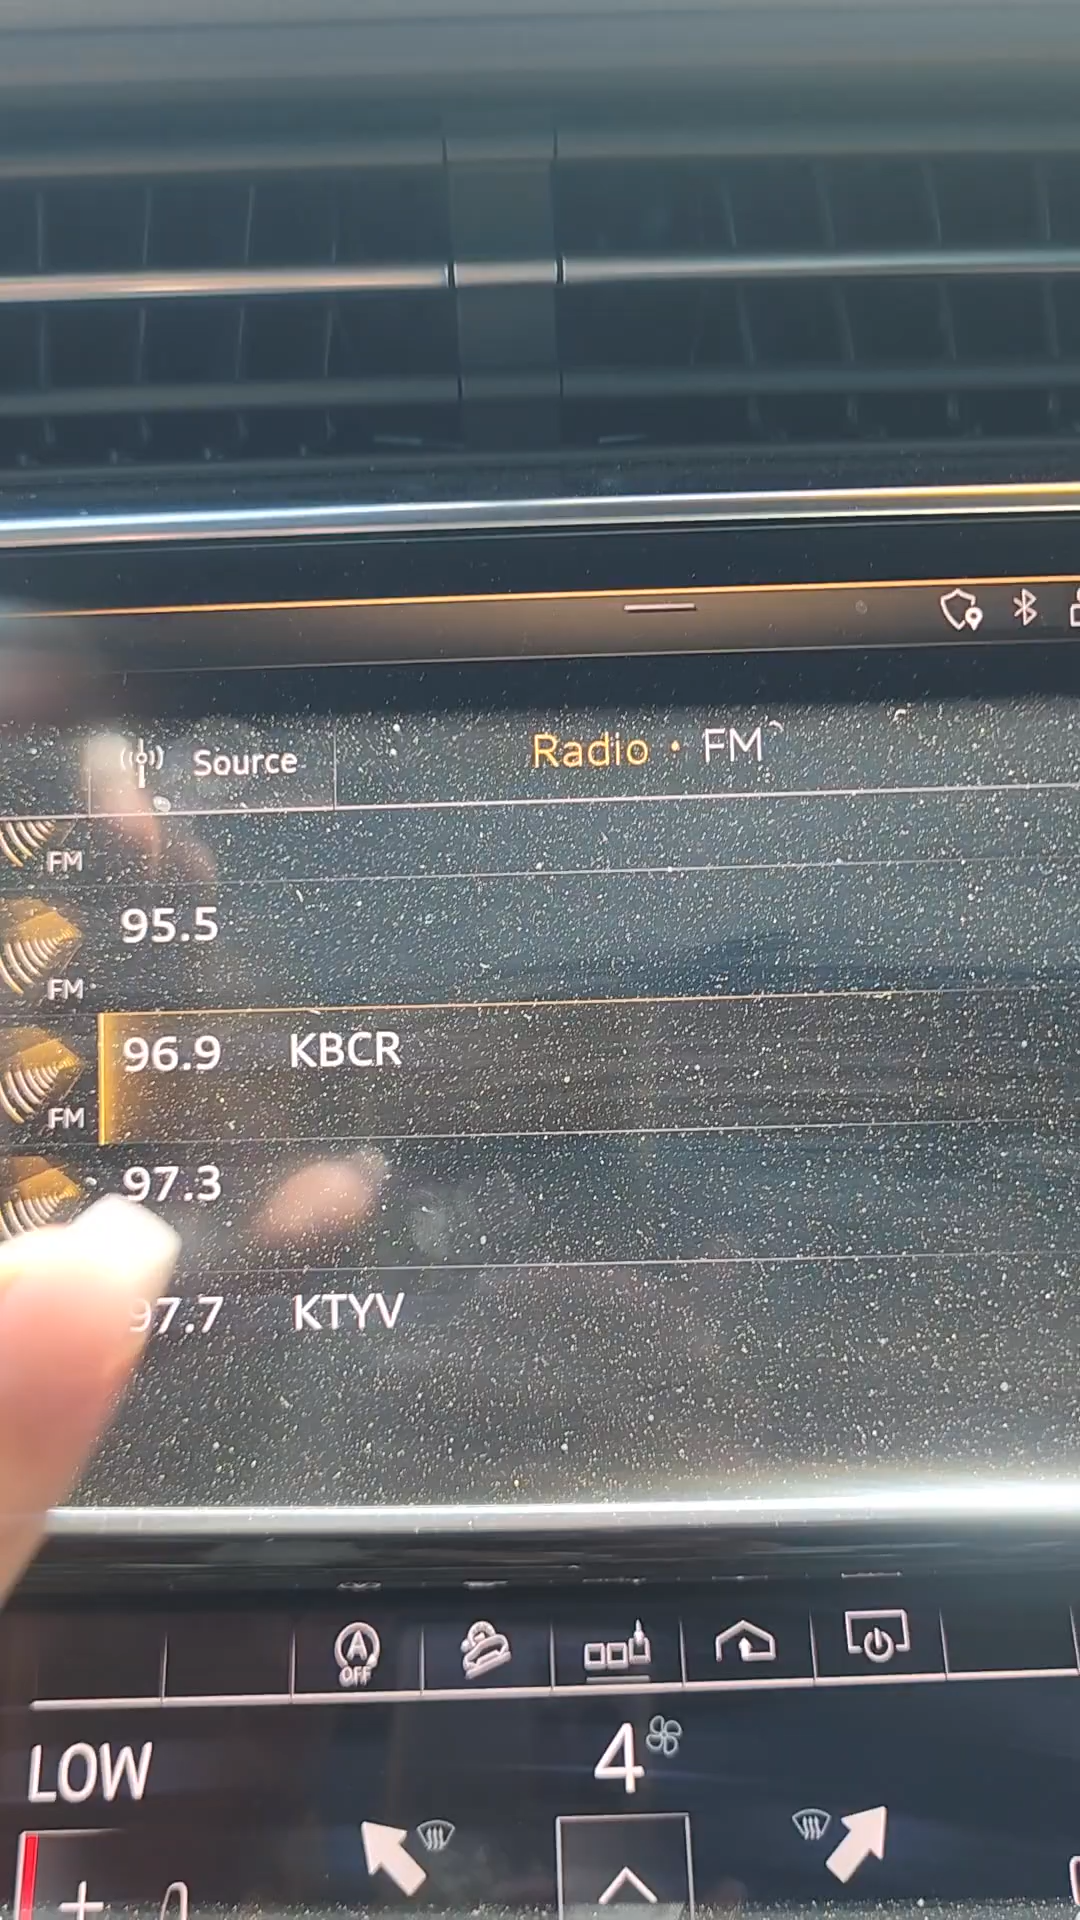 Source
Radio • FM
FM
95.5
FM
96.9 KBCR
FM
97.3
97.7 KTYV
A
OFF
LOW
4